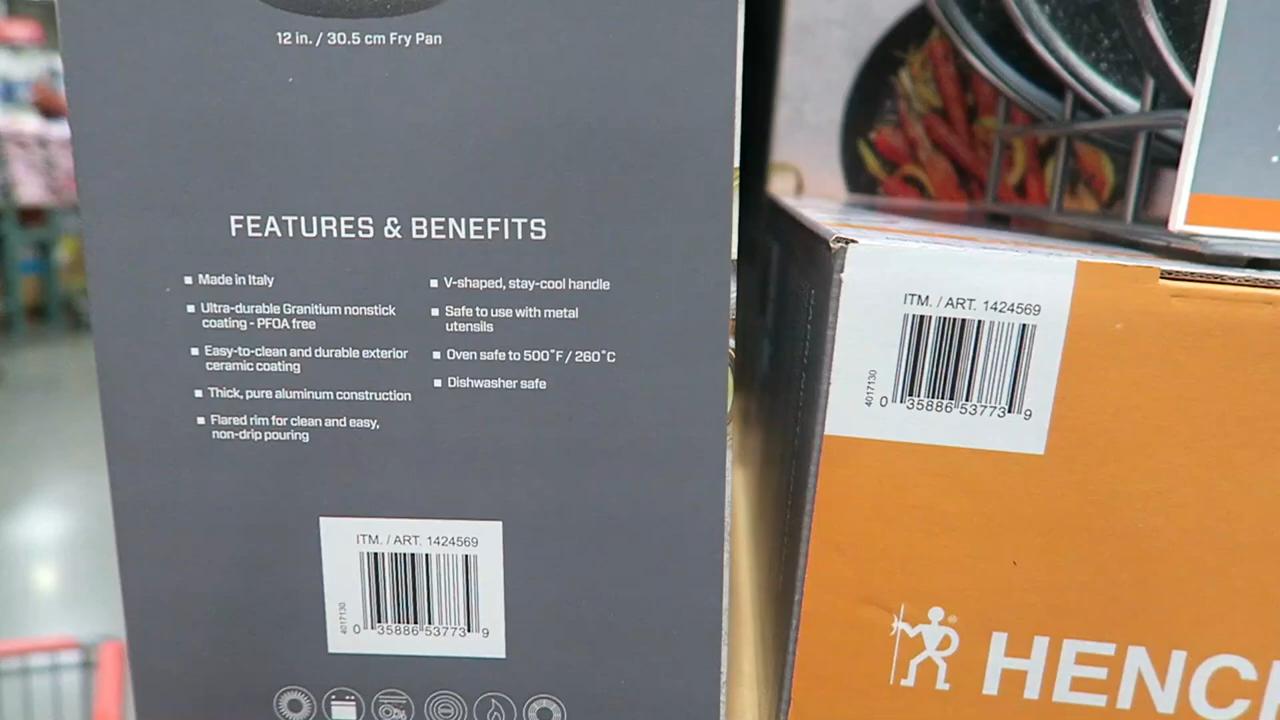 12 in. / 30.5 cm Fry Pan
FEATURES & BENEFITS
Made in Italy
Ultra-durable Granitium nonstick
coating - PFOA free
Easy-to-clean and durable exterior
ceramic coating
Thick, pure aluminum construction
Flared rim for clean and easy,
non-drip pouring
V-shaped, stay-cool handle
Safe to use with metal
utensils
Oven safe to 500˚F / 260˚C
Dishwasher safe
ITM. / ART. 1424569
4017130
0 35886 53773 9
ITM. / ART. 1424569
4017130
0 35886 53773 9
HENC